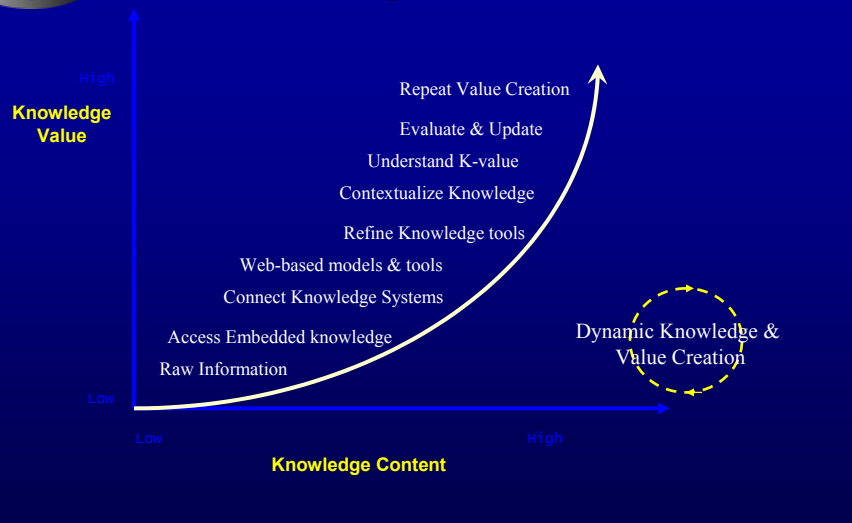 High
Knowledge
Value
Repeat Value Creation
Evaluate & Update
Understand K-value
Contextualize Knowledge
Refine Knowledge tools
Web-based models & tools
Connect Knowledge Systems
Access Embedded knowledge
Raw Information
Dynamic Knowledge &
Value Creation
Low
Low
High
Knowledge Content